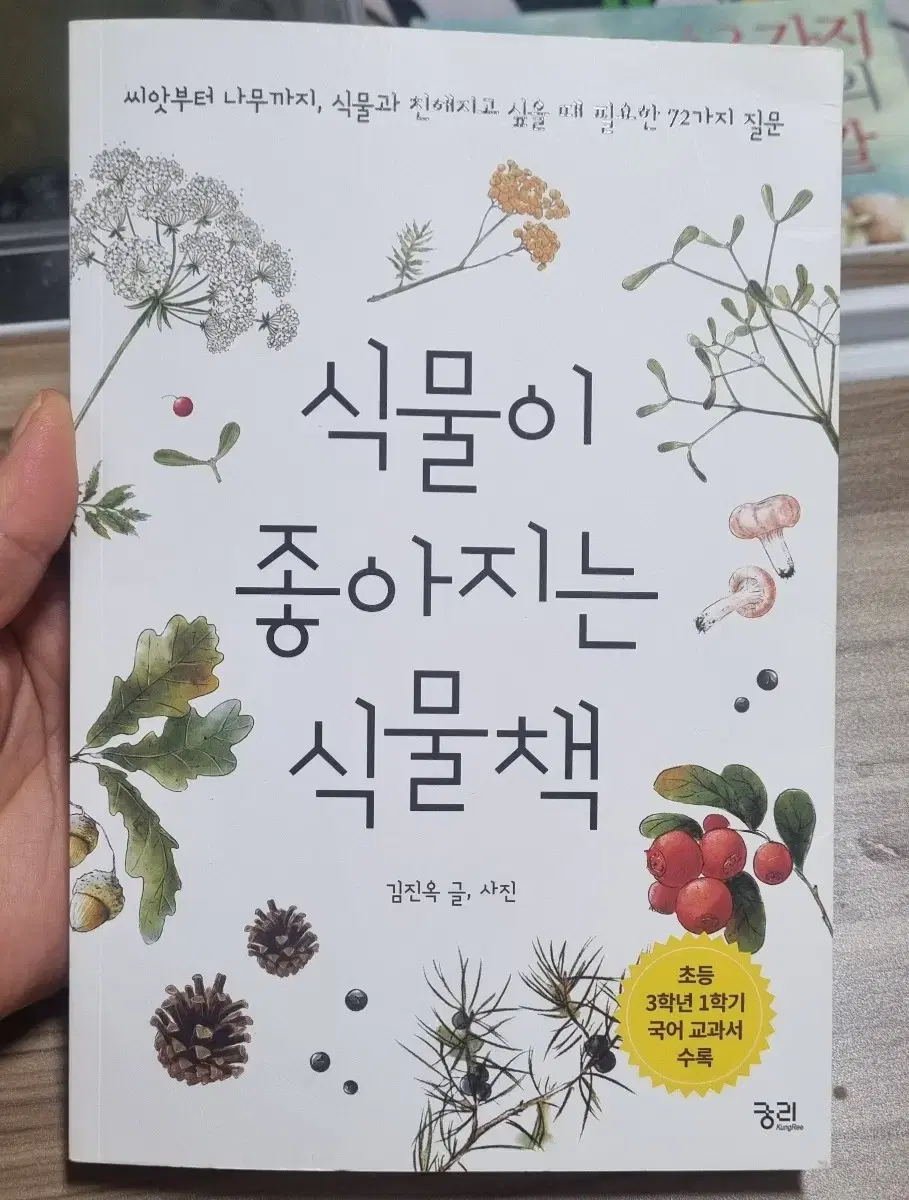 씨앗부터 나무까지, 식물과 친해지고 싶을 때 필요한 72가지 질문
식물이
좋아지는
식물책
김진옥 글, 사진
초등
3학년 1학기
국어 교과서
수록
궁리
KungRee